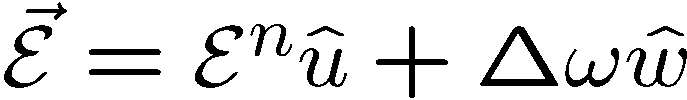 $\vec{\mathcal{E}} = \mathcal{E}^n \hat{u} + \Delta\omega \hat{w}$